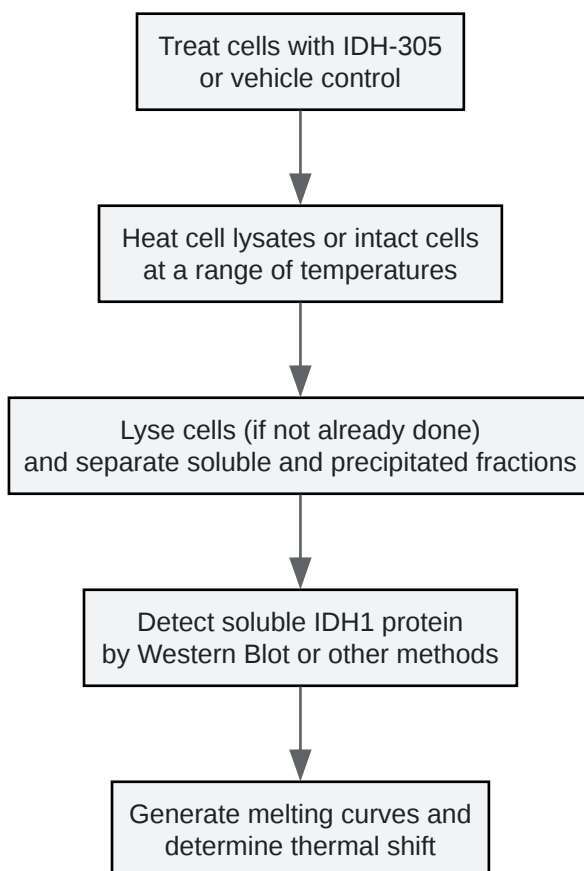 Treat cells with IDH-305
or vehicle control
Heat cell lysates or intact cells
at a range of temperatures
Lyse cells (if not already done)
and separate soluble and precipitated fractions
Detect soluble IDH1 protein
by Western Blot or other methods
Generate melting curves and
determine thermal shift